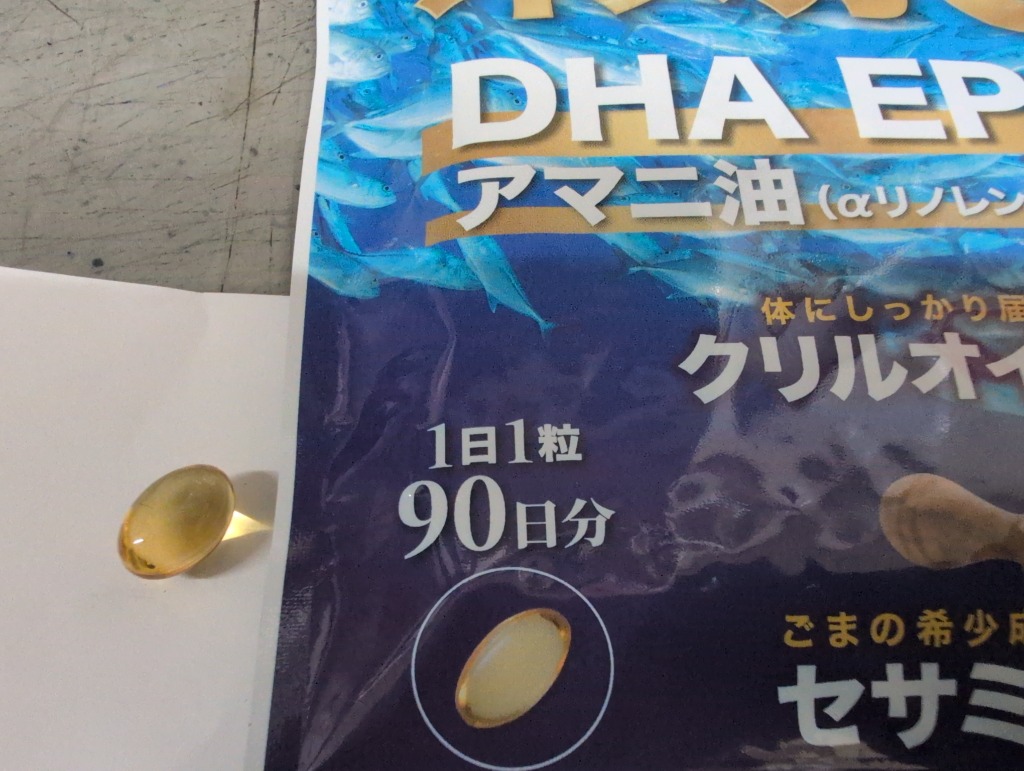 DHA EP
アマニ油(αリノレン
体にしっかり届
クリルオイ
1日1粒
90日分
ごまの希少成
セサミ